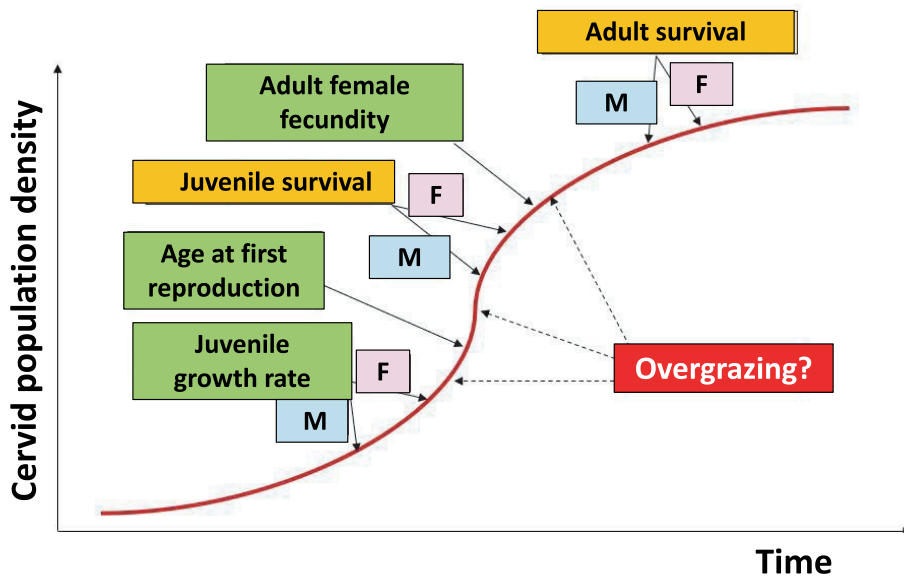 Adult survival
M
F
Adult female
fecundity
Juvenile survival
F
M
Age at first
reproduction
Juvenile
growth rate
F
M
Overgrazing?
Cervid population density
Time